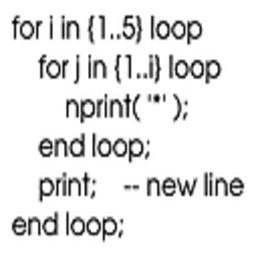 for i in {1..5} loop
for j in {1..i} loop
nprint( '*' );
end loop;
print;    -- new line
end loop;